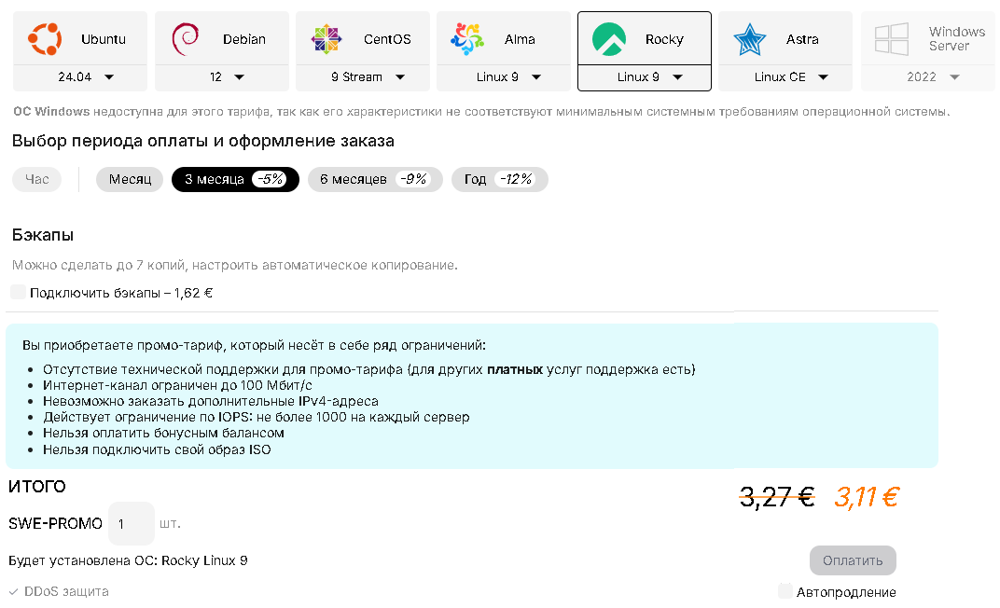 Ubuntu
24.04
Debian
12
CentOS
9 Stream
Alma
Linux 9
Rocky
Linux 9
Astra
Linux CE
Windows
Server
2022
ОС Windows недоступна для этого тарифа, так как его характеристики не соответствуют минимальным системным требованиям операционной системы.
Выбор периода оплаты и оформление заказа
Час Месяц 3 месяца -5% 6 месяцев -9% Год -12%
Бэкапы
Можно сделать до 7 копий, настроить автоматическое копирование.
Подключить бэкапы – 1,62 €
Вы приобретаете промо-тариф, который несёт в себе ряд ограничений:
• Отсутствие технической поддержки для промо-тарифа (для других платных услуг поддержка есть)
• Интернет-канал ограничен до 100 Мбит/с
• Невозможно заказать дополнительные IPv4-адреса
• Действует ограничение по IOPS: не более 1000 на каждый сервер
• Нельзя оплатить бонусным балансом
• Нельзя подключить свой образ ISO
ИТОГО
3,27 € 3,11 €
SWE-PROMO 1 шт.
Будет установлена ОС: Rocky Linux 9
Оплатить
DDoS защита
Автопродление